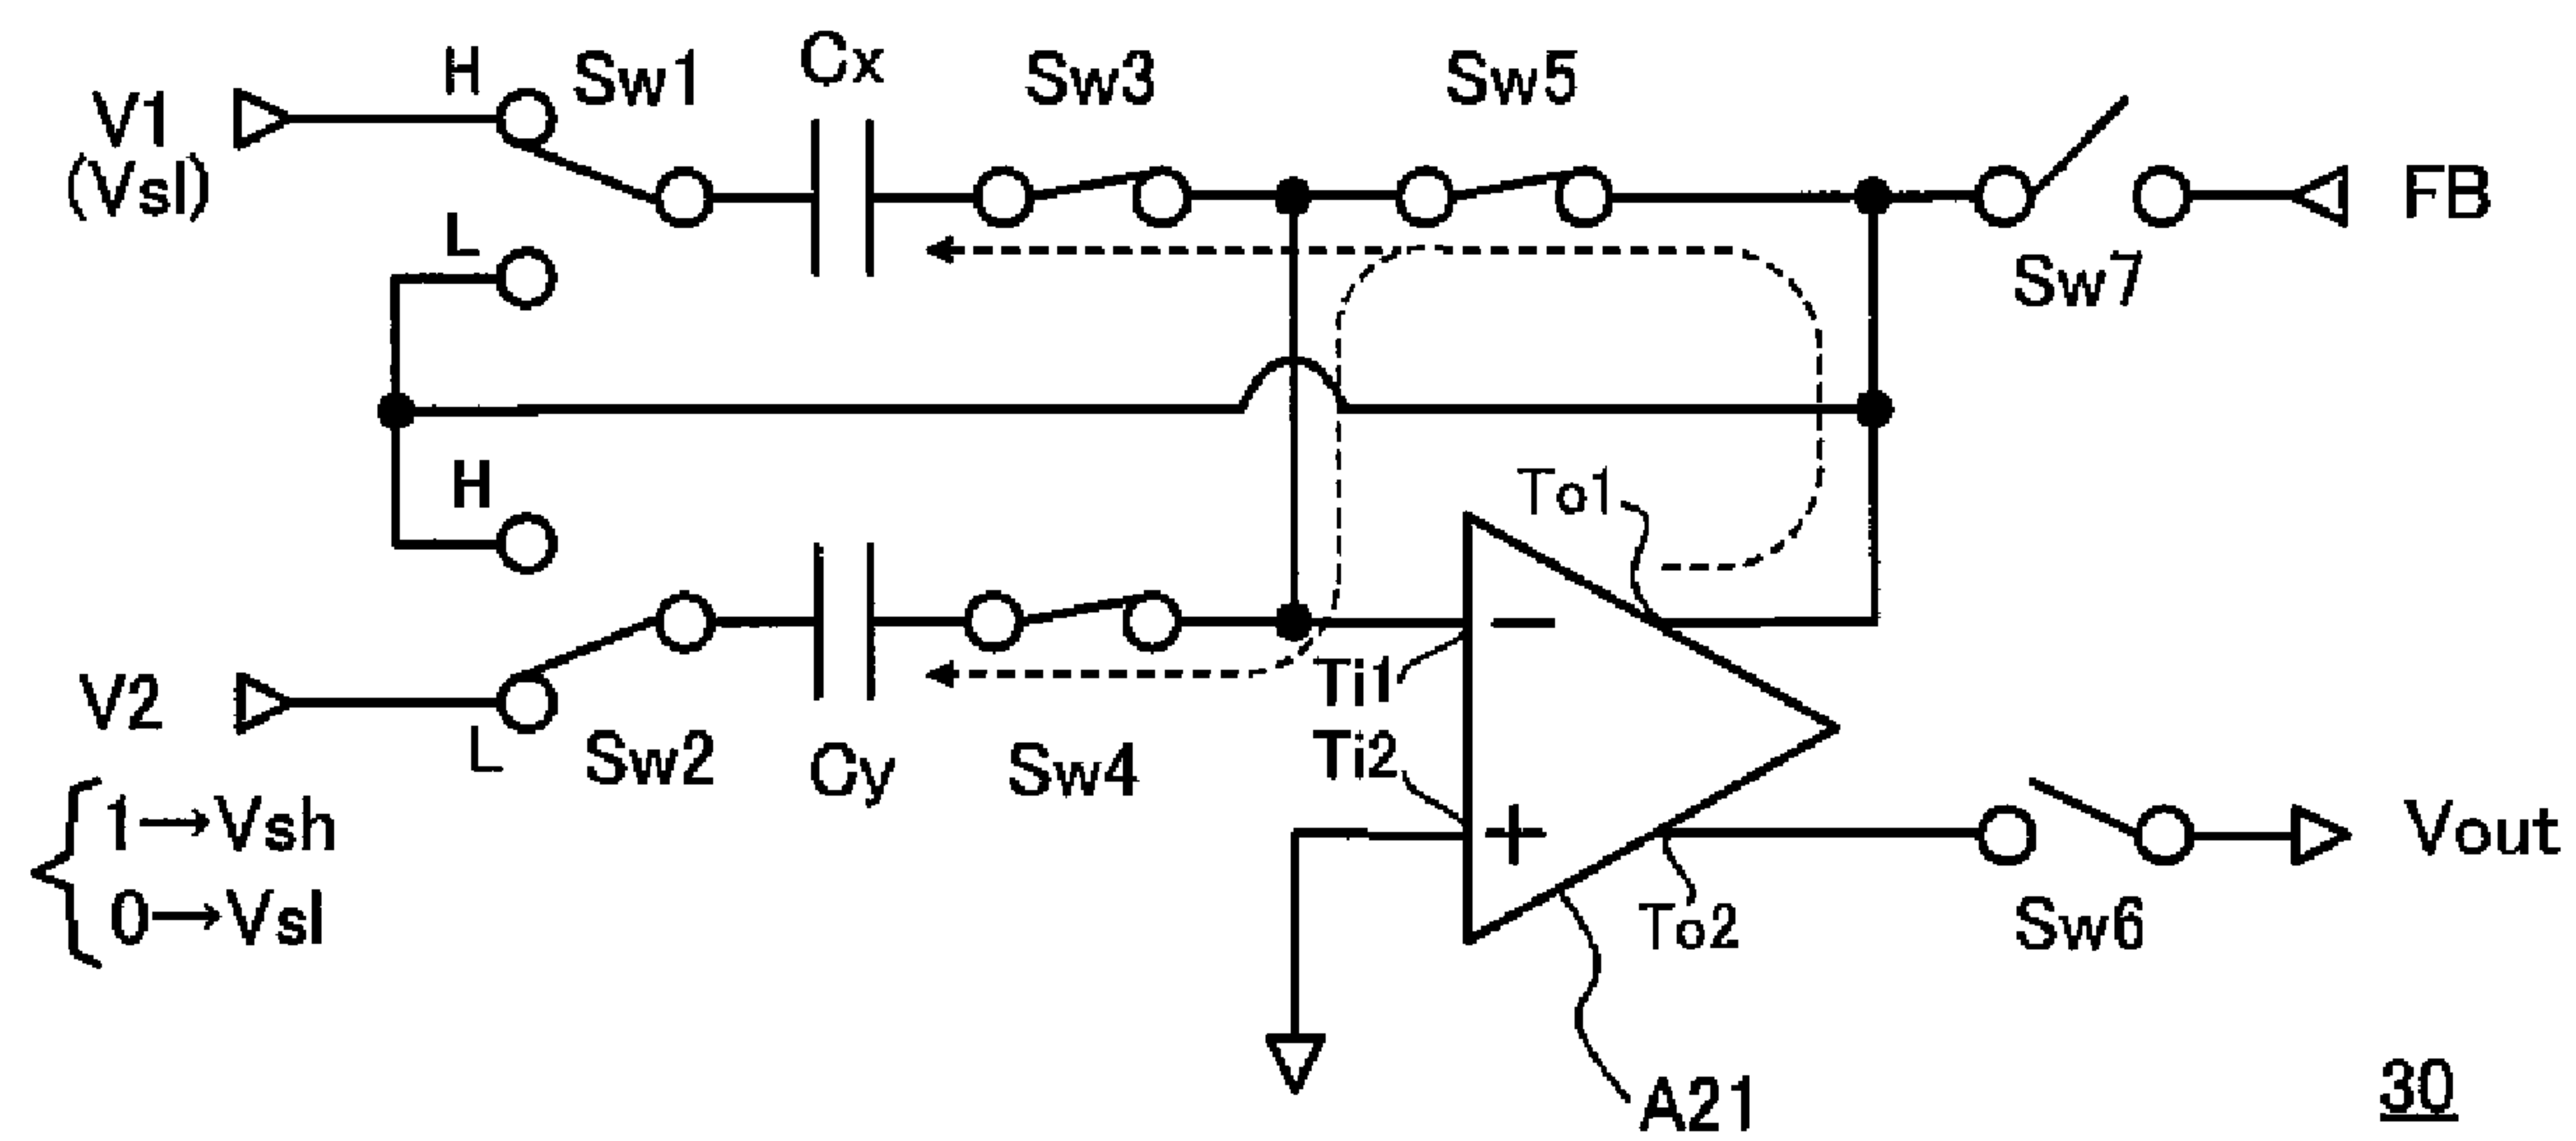 H
Sw1
Cx
Sw3
Sw5
V1
(Vsl)
FB
L
Sw7
H
To1
Ti1
V2
L
Sw2
Cy
Sw4
Ti2
1→Vsh
Vout
0→Vsl
To2
Sw6
A21
30